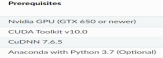 Prerequisites
Nvidia GPU (GTX 650 or newer)
CUDA Toolkit v10.0
CuDNN 7.6.5
Anaconda with Python 3.7 (Optional)